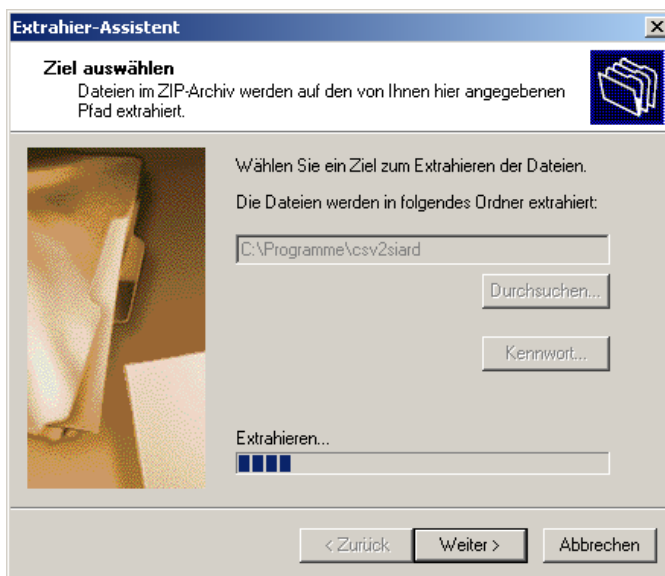 Extrahier-Assistent
Ziel auswählen
Dateien im ZIP-Archiv werden auf den von Ihnen hier angegebenen
Pfad extrahiert.
Wählen Sie ein Ziel zum Extrahieren der Dateien.
Die Dateien werden in folgendes Ordner extrahiert:
C:\Programme\csv2siard
Durchsuchen...
Kennwort...
Extrahieren...
< Zurück
Weiter >
Abbrechen